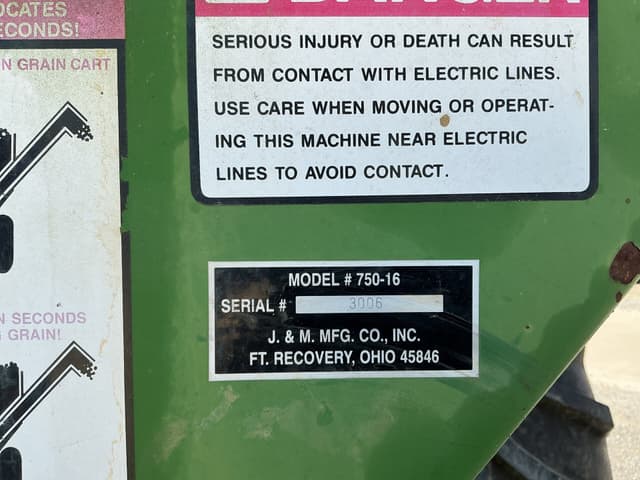 OCATES
ECONDS!
N GRAIN CART
N SECONDS
G GRAIN!
DANGER
SERIOUS INJURY OR DEATH CAN RESULT
FROM CONTACT WITH ELECTRIC LINES.
USE CARE WHEN MOVING OR OPERAT-
ING THIS MACHINE NEAR ELECTRIC
LINES TO AVOID CONTACT.
MODEL # 750-16
SERIAL # 3006
J. & M. MFG. CO., INC.
FT. RECOVERY, OHIO 45846